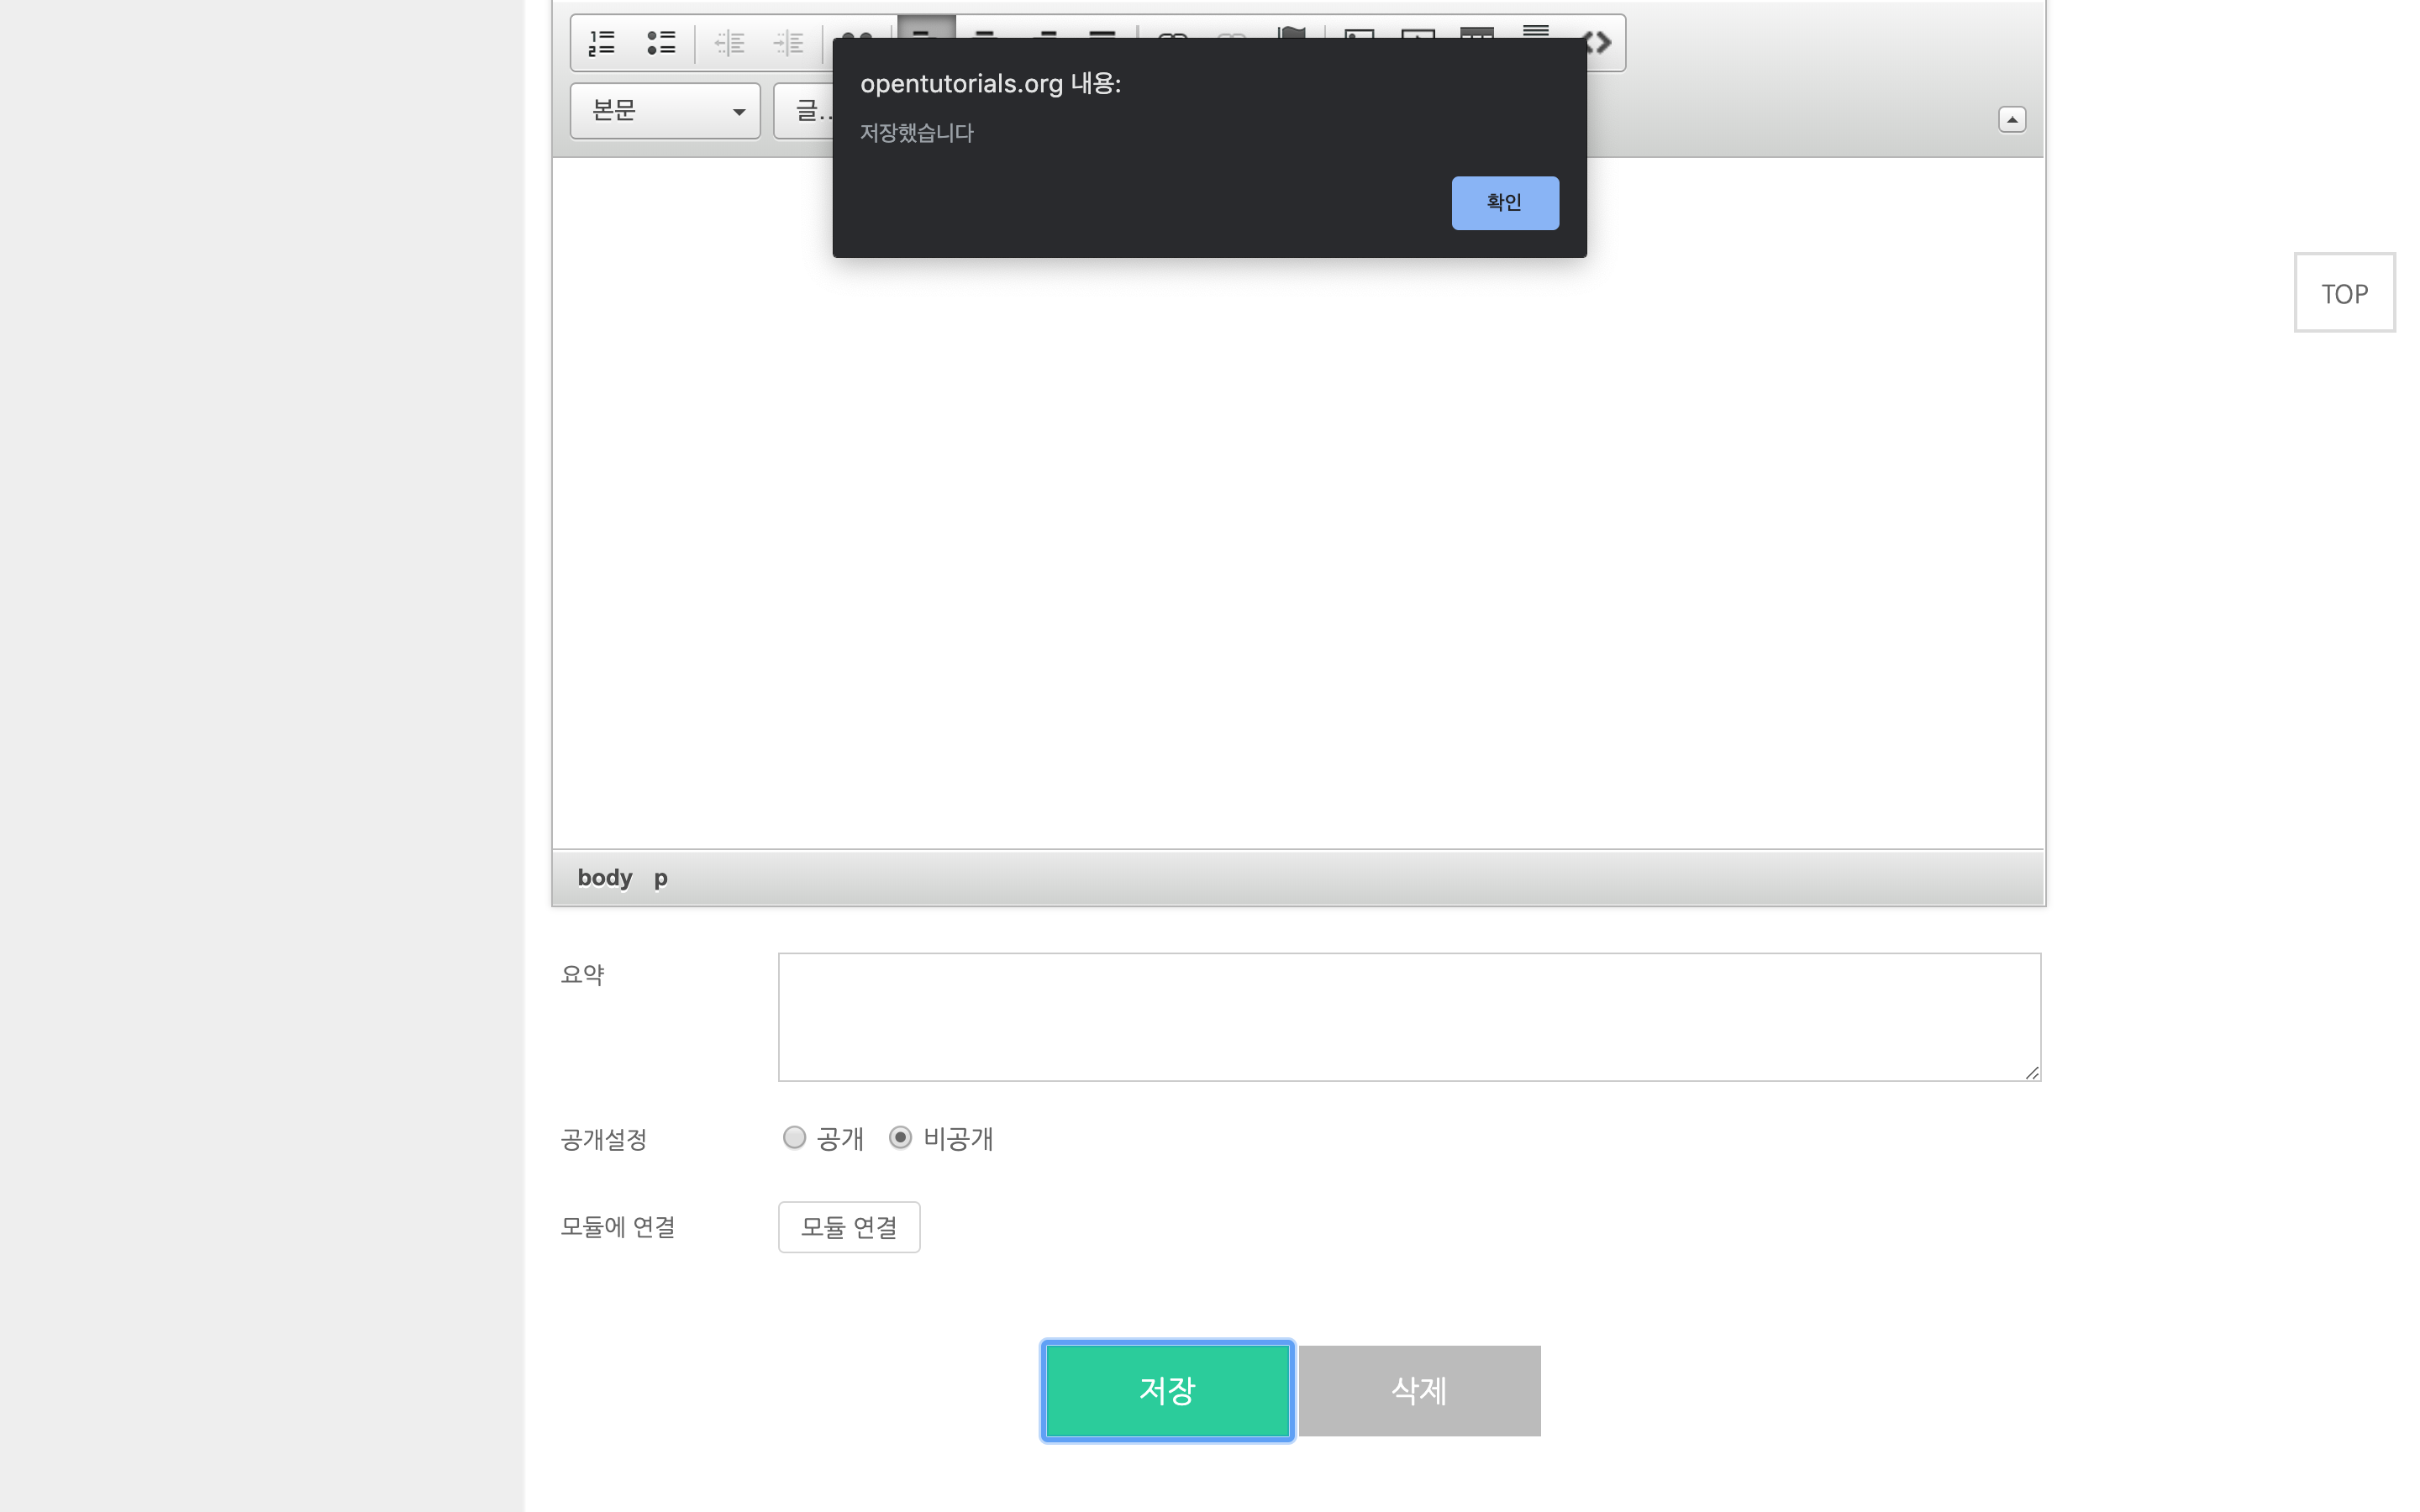 본문
글..
opentutorials.org 내용:
저장했습니다
확인
TOP
body p
요약
공개설정 공개 비공개
모듈에 연결 모듈 연결
저장 삭제